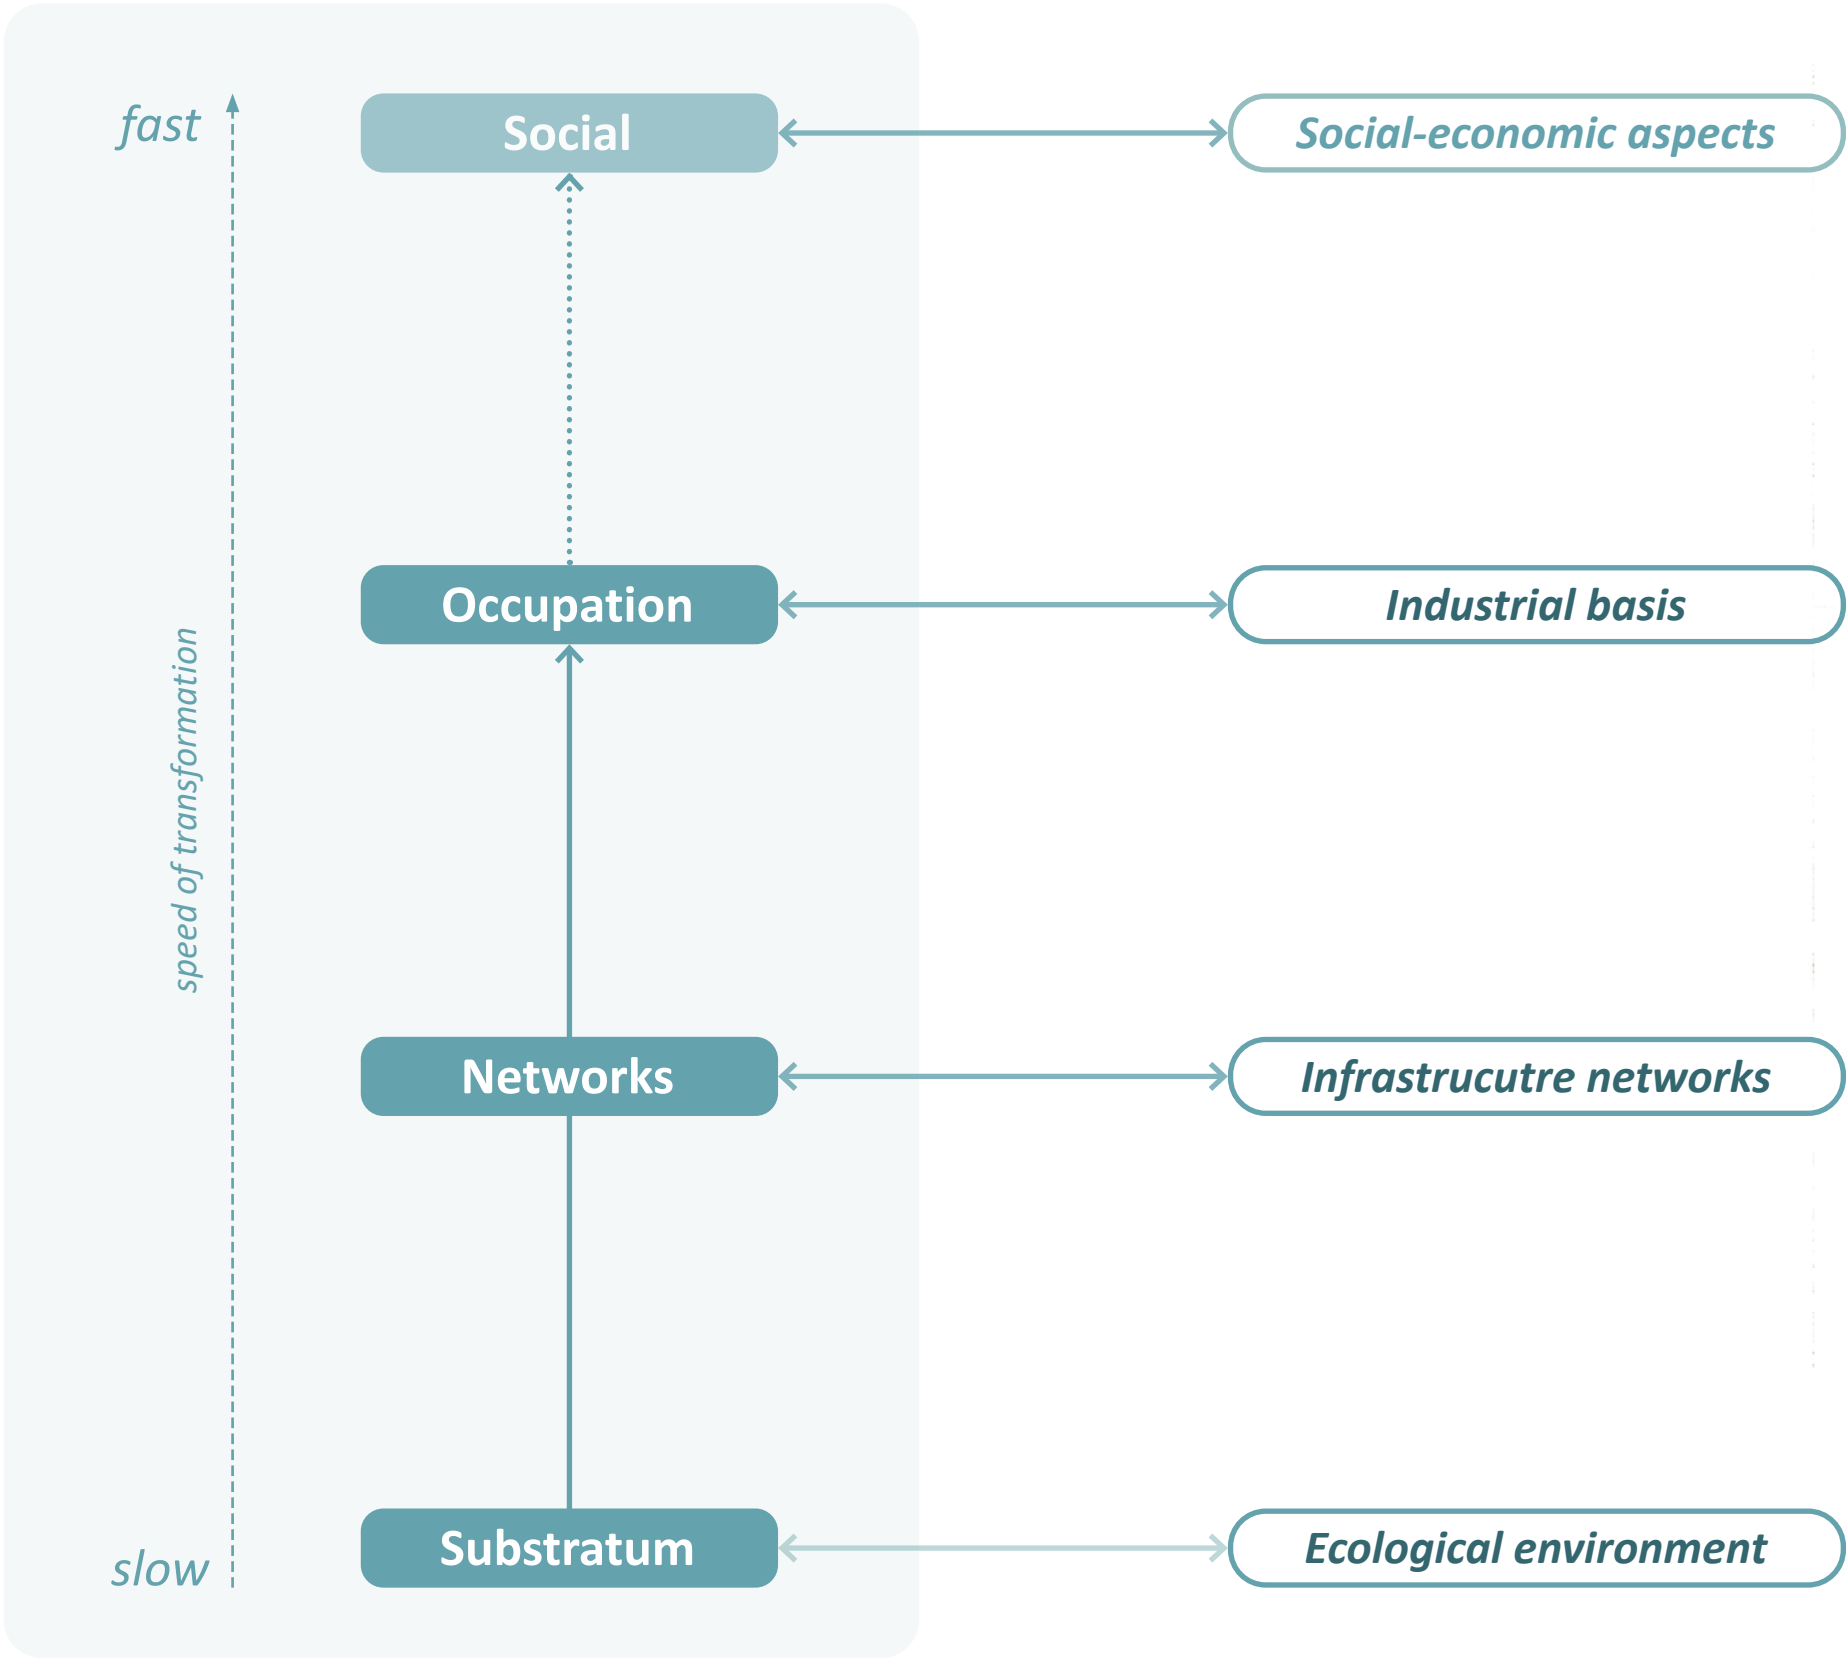 fast
Social
Social-economic aspects
Occupation
Industrial basis
speed of transformation
Networks
Infrastrucutre networks
Substratum
Ecological environment
slow